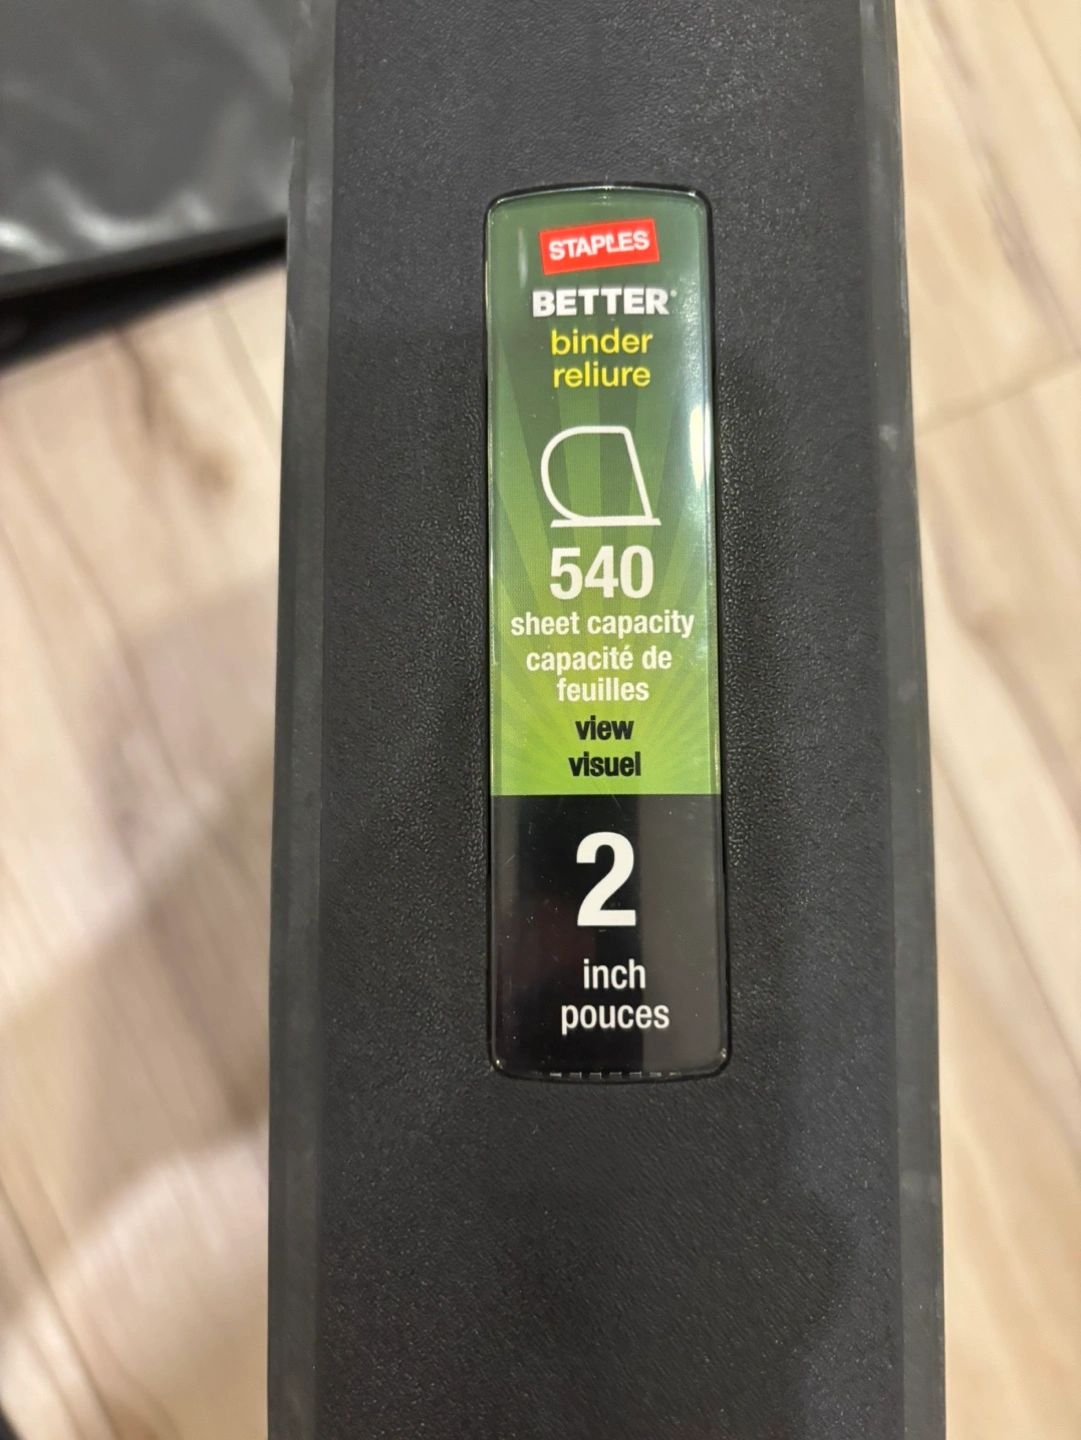 STAPLES
BETTER®
binder
reliure
540
sheet capacity
capacité de
feuilles
view
visuel
2
inch
pouces